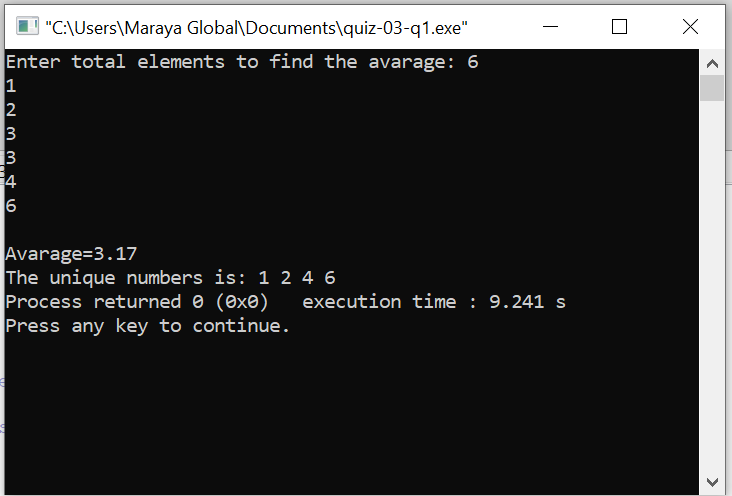 "C:\Users\Maraya Global\Documents\quiz-03-q1.exe"
Enter total elements to find the avarage: 6
1
2
3
3
4
6
Avarage=3.17
The unique numbers is: 1 2 4 6
Process returned 0 (0x0)   execution time : 9.241 s
Press any key to continue.